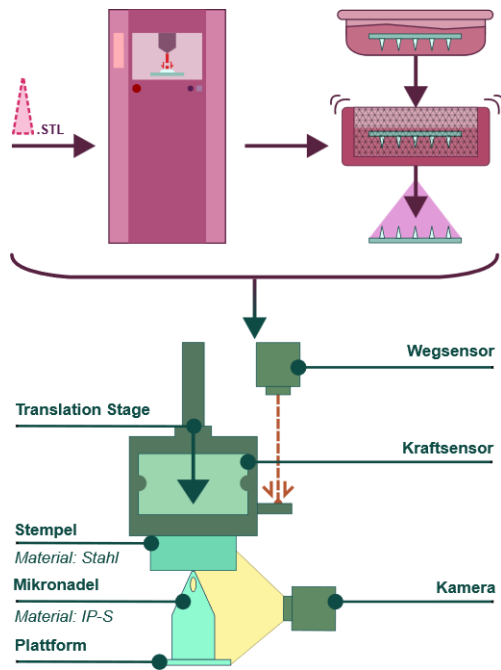 .STL
Wegsensor
Translation Stage
Kraftsensor
Stempel
Material: Stahl
Mikronadel
Material: IP-S
Kamera
Plattform